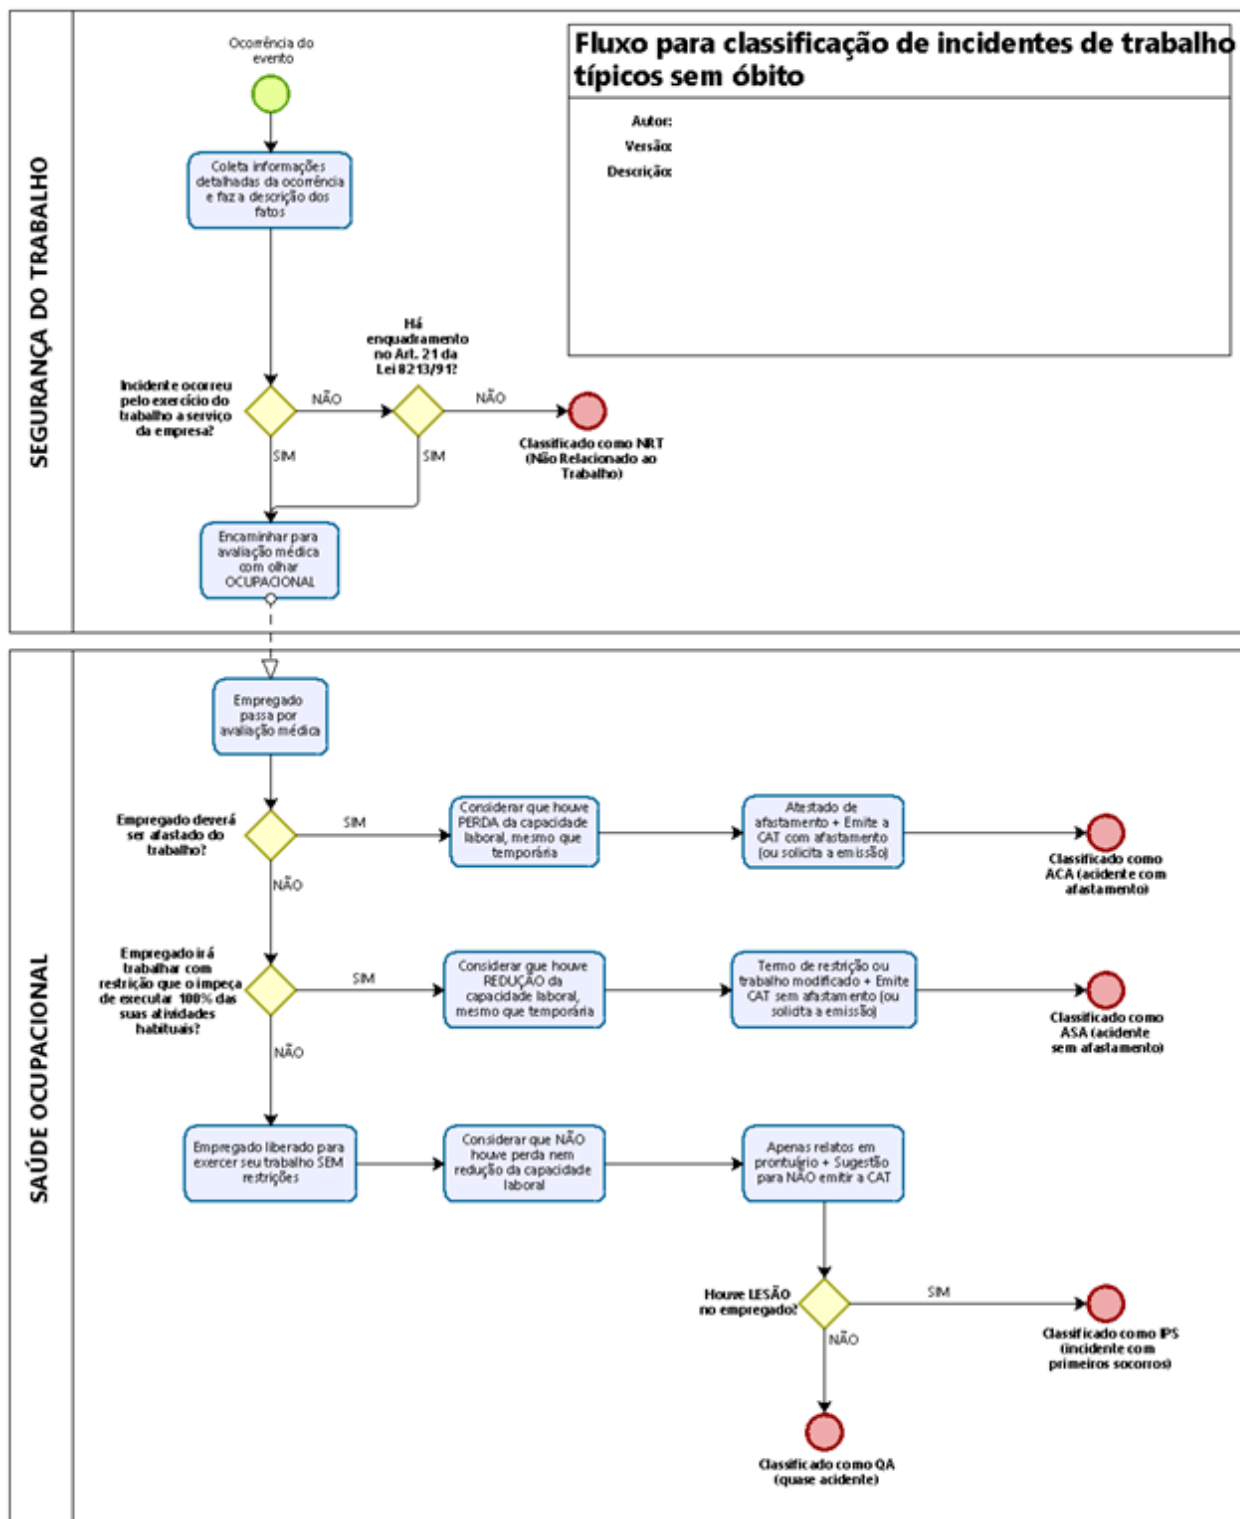 Fluxo para classificação de incidentes de trabalho
típicos sem óbito
Autor:
Versão:
Descrição:
SEGURANÇA DO TRABALHO
Ocorrência do
evento
Coleta informações
detalhadas da ocorrência
e faz a descrição dos
fatos
Incidente ocorreu
pelo exercício do
trabalho a serviço
da empresa?
NÃO
SIM
Há
enquadramento
no Art. 21 da
Lei 8213/91?
NÃO
SIM
Classificado como NRT
(Não Relacionado ao
Trabalho)
Encaminhar para
avaliação médica
com olhar
OCUPACIONAL
SAÚDE OCUPACIONAL
Empregado
passa por
avaliação médica
Empregado deverá
ser afastado do
trabalho?
SIM
NÃO
Considerar que houve
PERDA da capacidade
laboral, mesmo que
temporária
Atestado de
afastamento + Emite a
CAT com afastamento
(ou solicita a emissão)
Classificado como
ACA (acidente com
afastamento)
Empregado irá
trabalhar com
restrição que o impeça
de executar 100% das
suas atividades
habituais?
SIM
NÃO
Considerar que houve
REDUÇÃO da
capacidade laboral,
mesmo que temporária
Termo de restrição ou
trabalho modificado + Emite
CAT sem afastamento (ou
solicita a emissão)
Classificado como
ASA (acidente
sem afastamento)
Empregado liberado para
exercer seu trabalho SEM
restrições
Considerar que NÃO
houve perda nem
redução da capacidade
laboral
Apenas relatos em
prontuário + Sugestão
para NÃO emitir a CAT
Houve LESÃO
no empregado?
SIM
NÃO
Classificado como IPS
(incidente com
primeiros socorros)
Classificado como QA
(quase acidente)